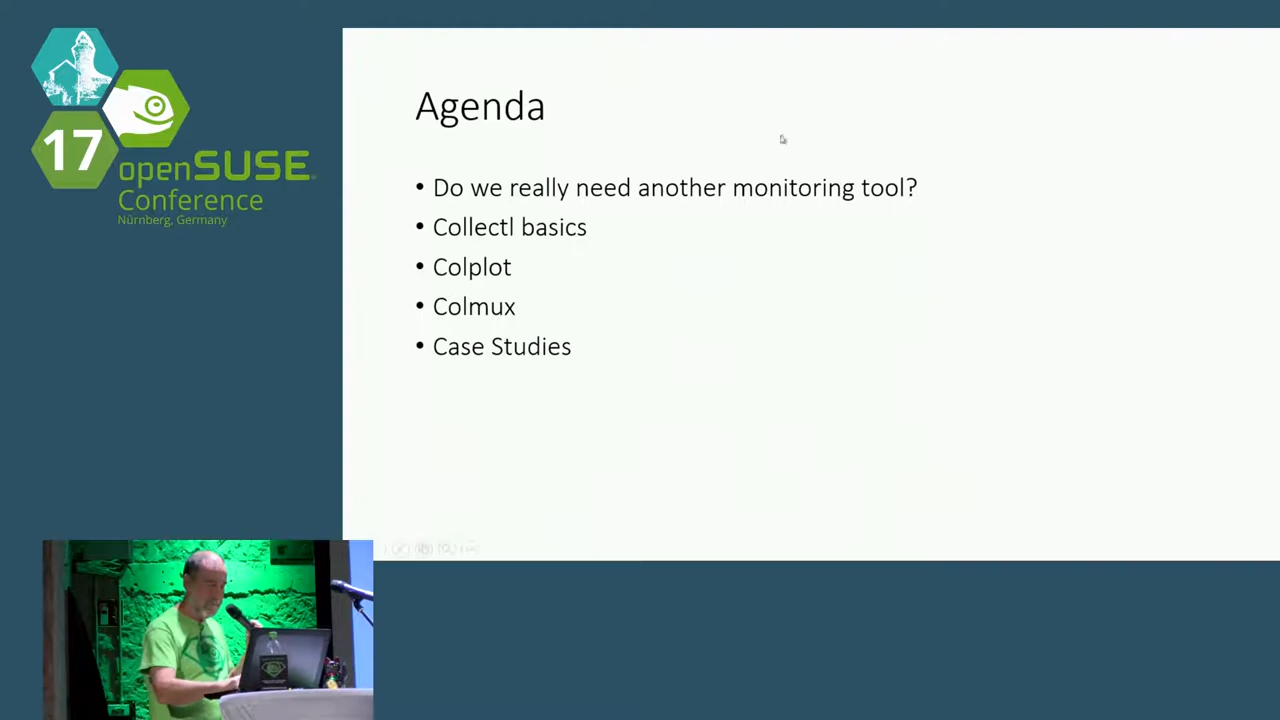 17
openSUSE
Conference
Nürnberg, Germany
Agenda
• Do we really need another monitoring tool?
• Collectl basics
• Colplot
• Colmux
• Case Studies